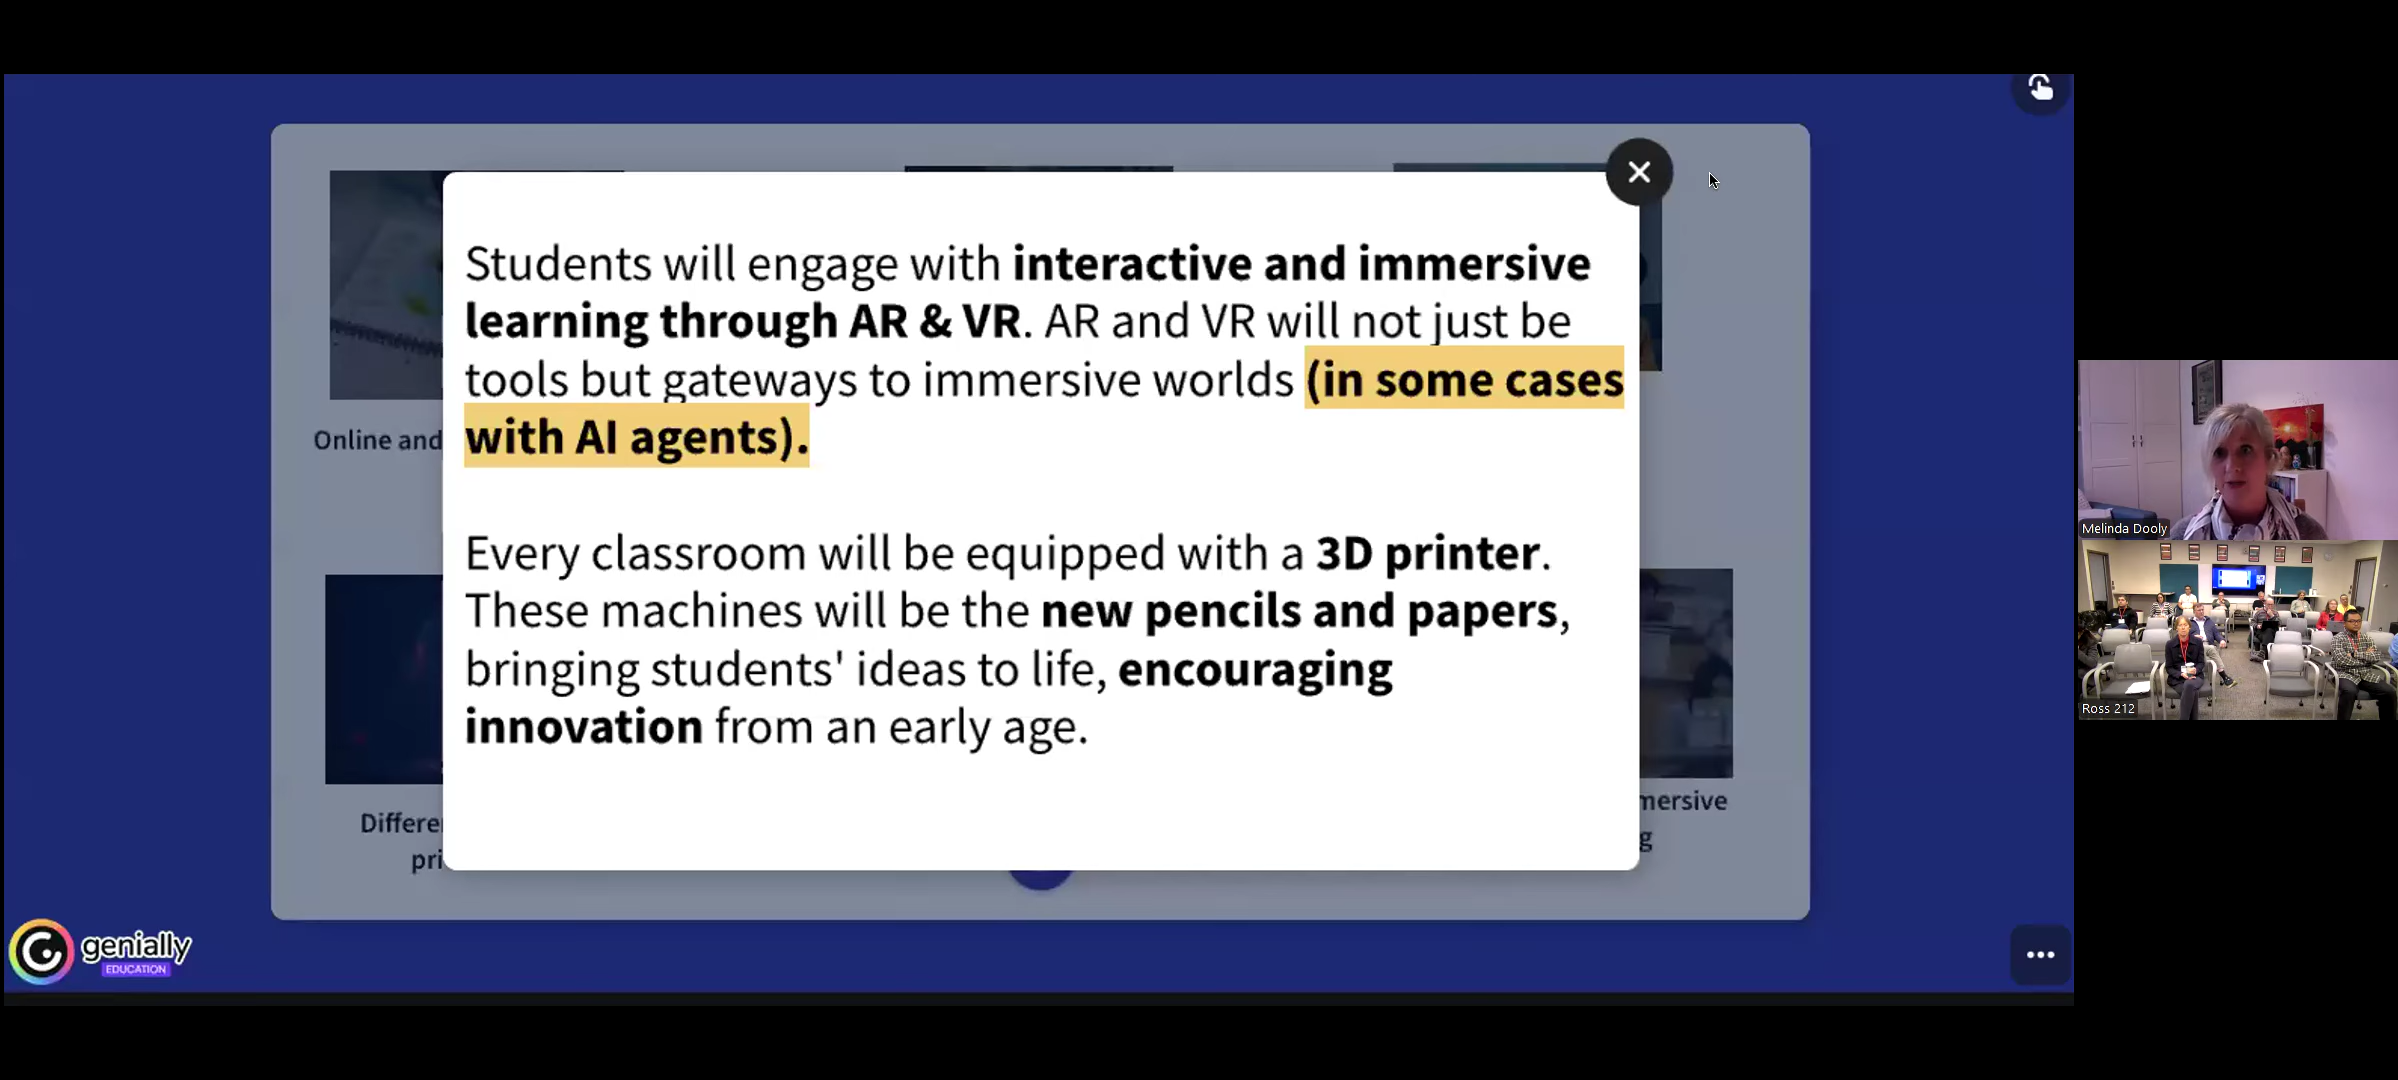 Students will engage with interactive and immersive
learning through AR & VR. AR and VR will not just be
tools but gateways to immersive worlds (in some cases
with AI agents).
Every classroom will be equipped with a 3D printer.
These machines will be the new pencils and papers,
bringing students' ideas to life, encouraging
innovation from an early age.
Online and
Differe
pri
mersive
g
genially
EDUCATION
Melinda Dooly
Ross 212